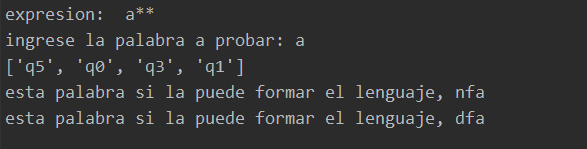 expresion:  a**
ingrese la palabra a probar: a
['q5', 'q0', 'q3', 'q1']
esta palabra si la puede formar el lenguaje, nfa
esta palabra si la puede formar el lenguaje, dfa